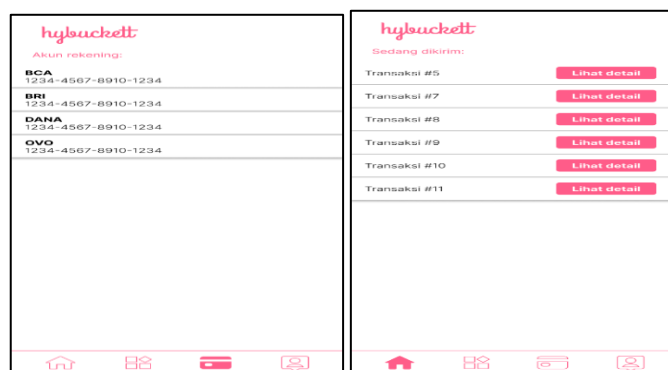 hybuckett
Akun rekening:
BCA
1234-4567-8910-1234
BRI
1234-4567-8910-1234
DANA
1234-4567-8910-1234
OVO
1234-4567-8910-1234
hybuckett
Sedang dikirim:
Transaksi #5 Lihat detail
Transaksi #7 Lihat detail
Transaksi #8 Lihat detail
Transaksi #9 Lihat detail
Transaksi #10 Lihat detail
Transaksi #11 Lihat detail